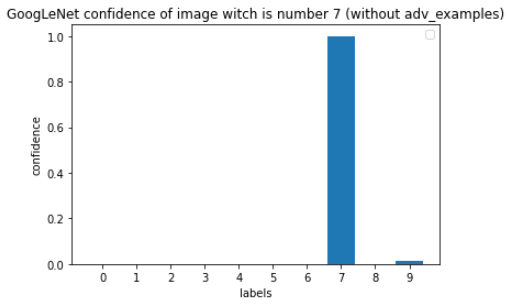 GoogLeNet confidence of image witch is number 7 (without adv_examples)
1.0
0.8
0.6
0.4
0.2
0.0
confidence
0 1 2 3 4 5 6 7 8 9
labels